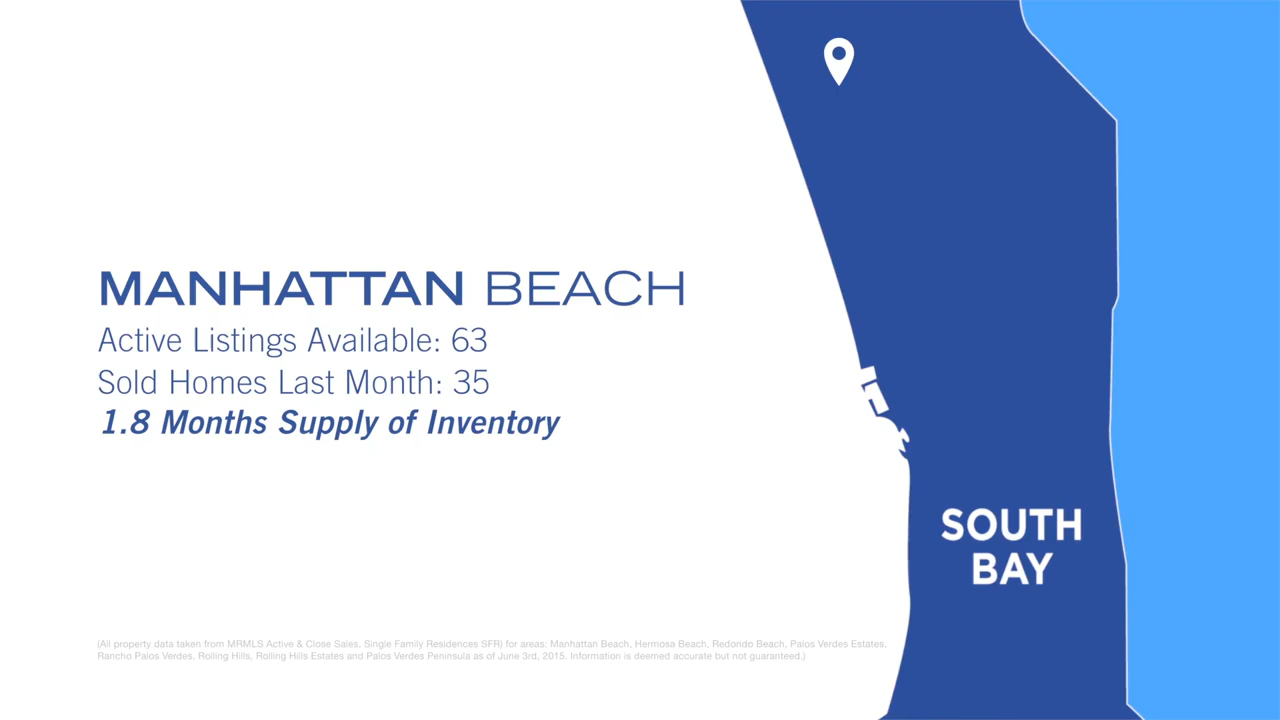 MANHATTAN BEACH
Active Listings Available: 63
Sold Homes Last Month: 35
1.8 Months Supply of Inventory
SOUTH
BAY
(All property data taken from MRMLS Active & Close Sales, Single Family Residences SFR) for areas: Manhattan Beach, Hermosa Beach, Redondo Beach, Palos Verdes Estates,
Rancho Palos Verdes. Rolling Hills, Rolling Hills Estates and Palos Verdes Peninsula as of June 3rd, 2015. Information is deemed accurate but not guaranteed.)